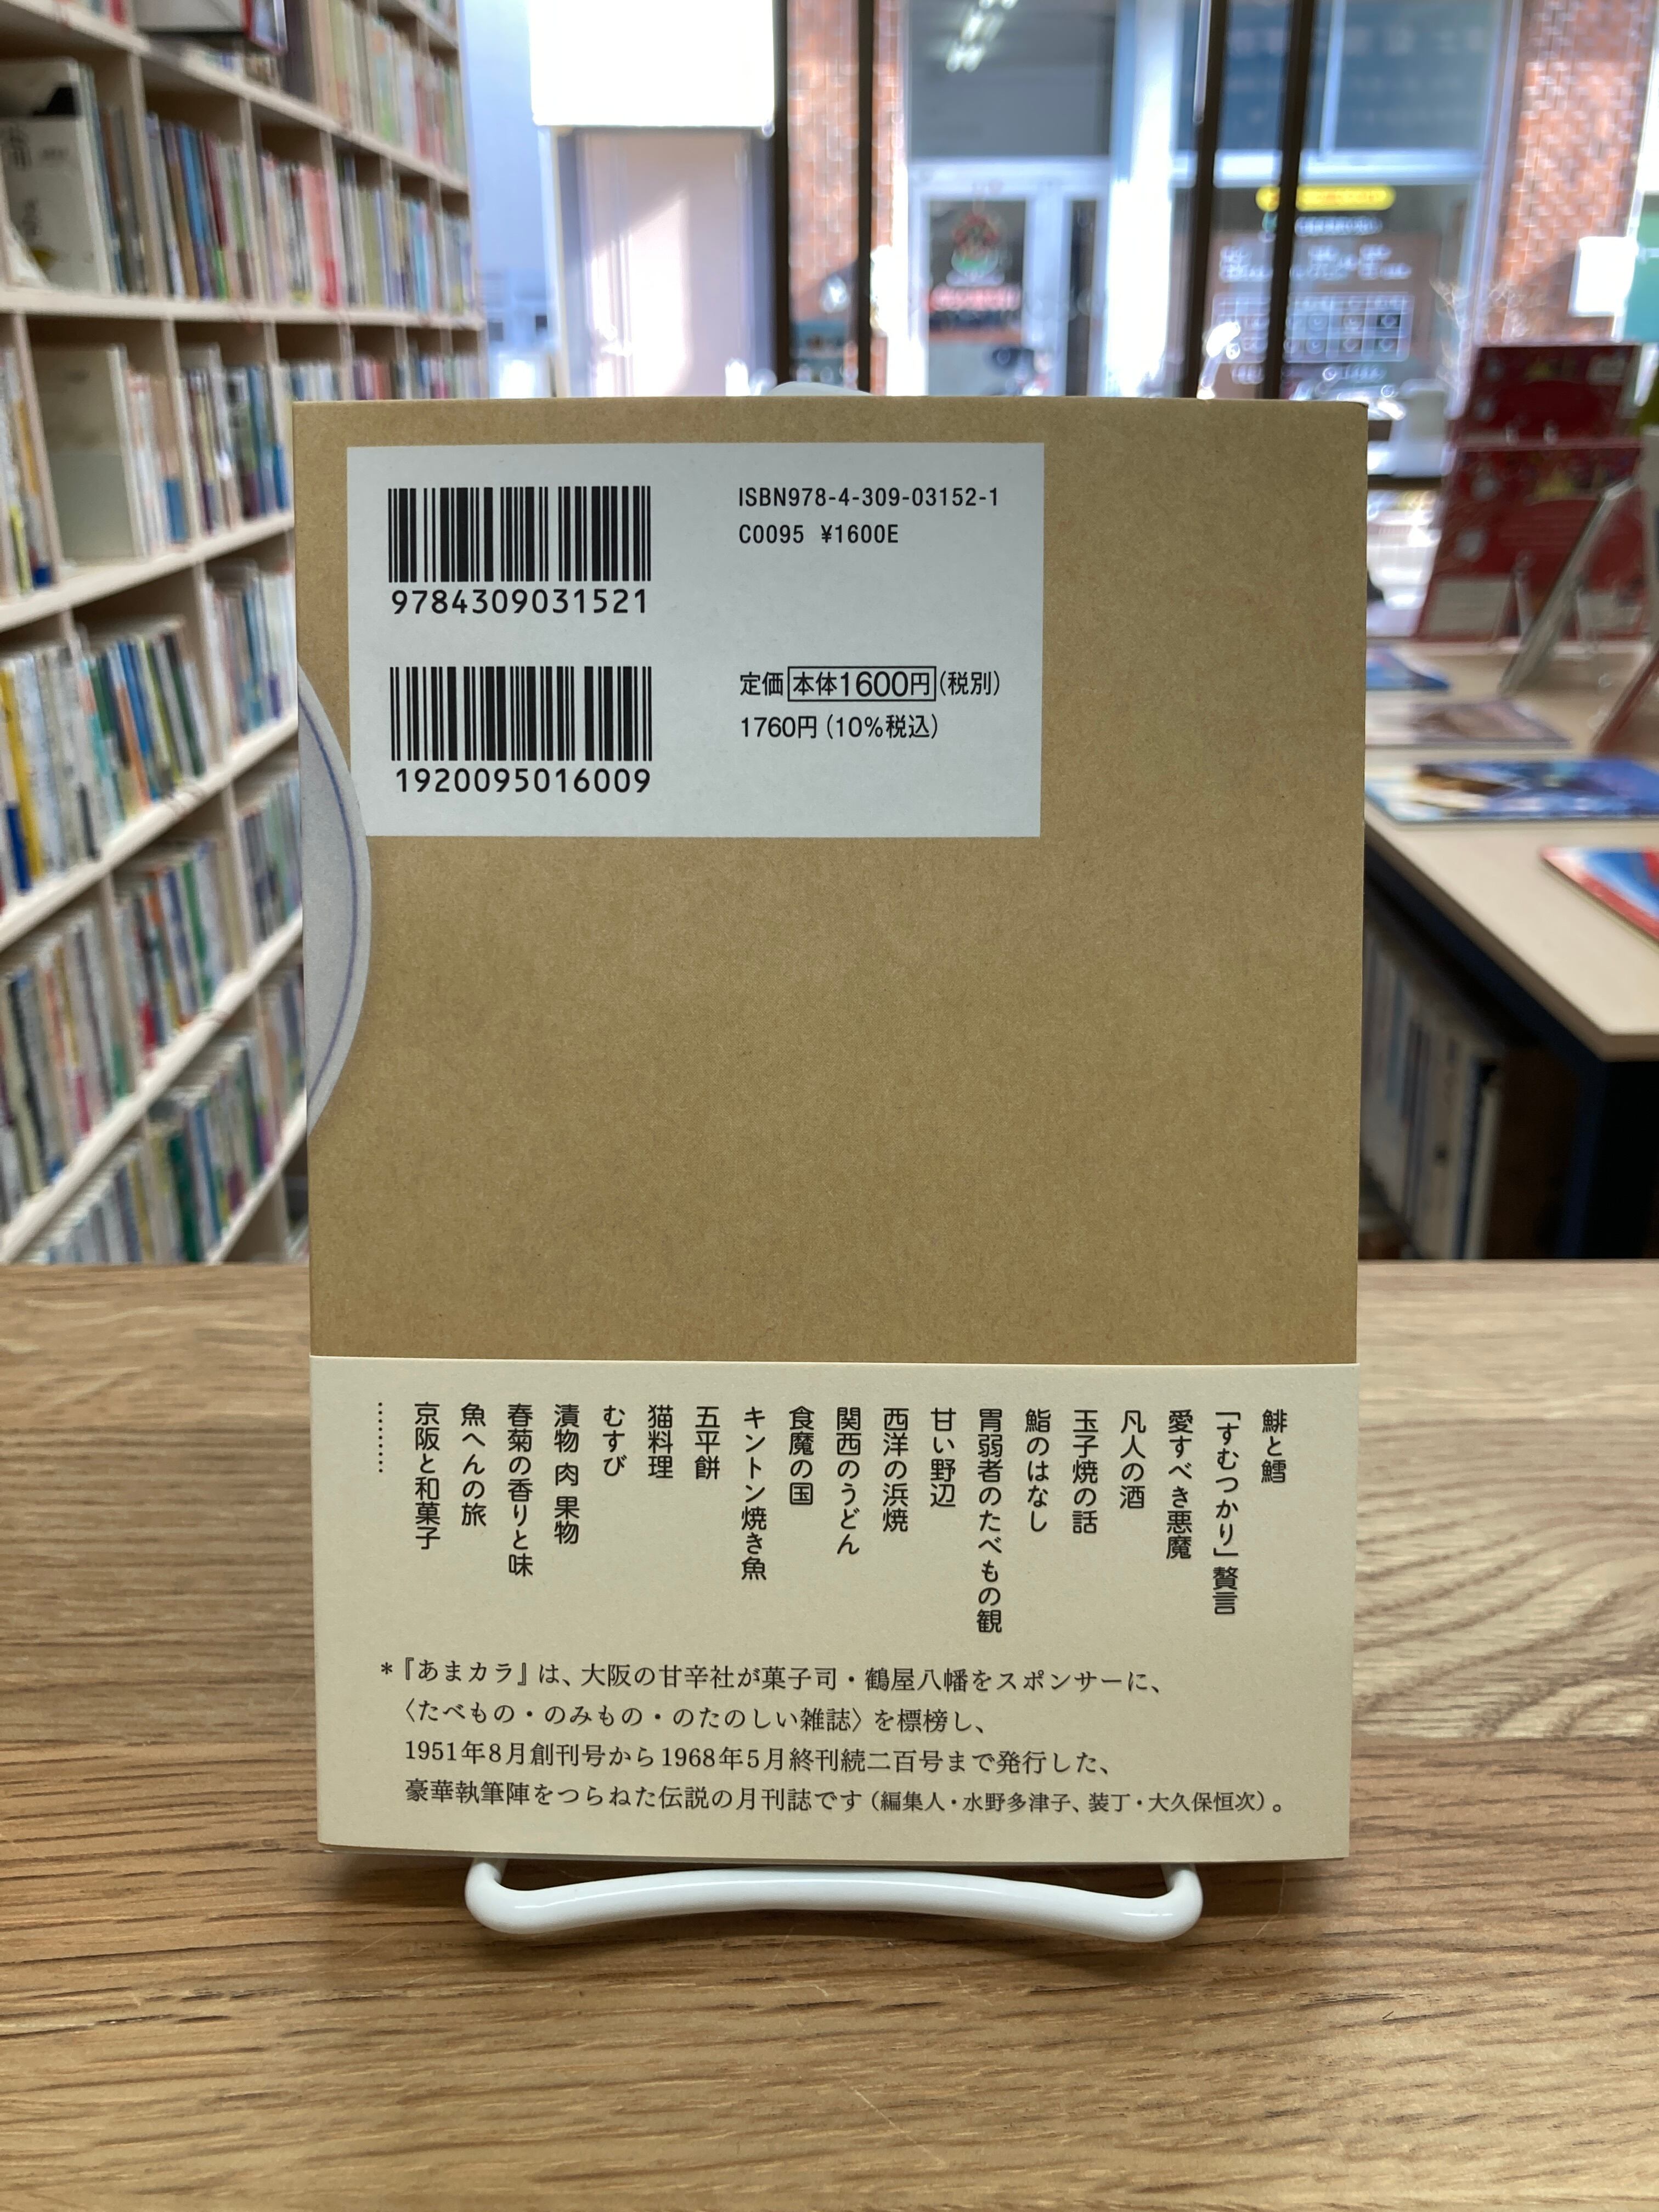 ISBN978-4-309-03152-1
C0095 ¥1600E
9784309031521
定価本体1600円(税別)
1760円(10%税込)
1920095016009
鯡と鱈
「すむつかり」贅言
愛すべき悪魔
凡人の酒
玉子焼の話
鮨のはなし
胃弱者のたべもの観
甘い野辺
西洋の浜焼
関西のうどん
食魔の国
キントン焼き魚
五平餅
猫料理
むすび
漬物 肉 果物
春菊の香りと味
魚へんの旅
京阪と和菓子
………
*『あまカラ』は、大阪の甘辛社が菓子司・鶴屋八幡をスポンサーに、
〈たべもの・のみもの・のたのしい雑誌〉を標榜し、
1951年8月創刊号から1968年5月終刊続二百号まで発行した、
豪華執筆陣をつらねた伝説の月刊誌です(編集人・水野多津子、装丁・大久保恒次)。